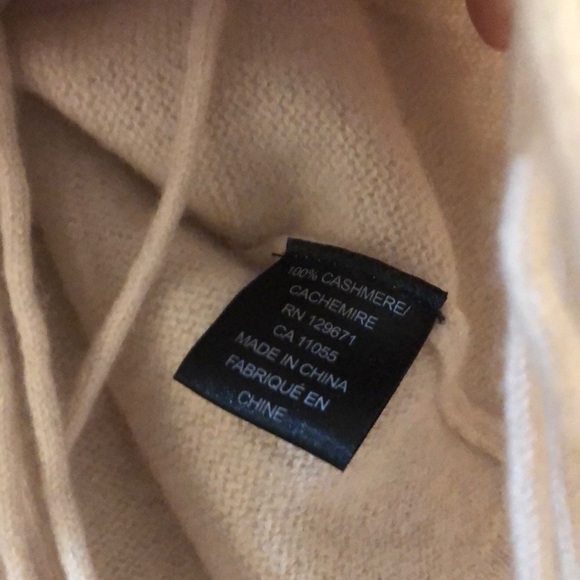 100% CASHMERE/
CACHEMIRE
RN 129671
CA 11055
MADE IN CHINA
FABRIQUÉ EN
CHINE